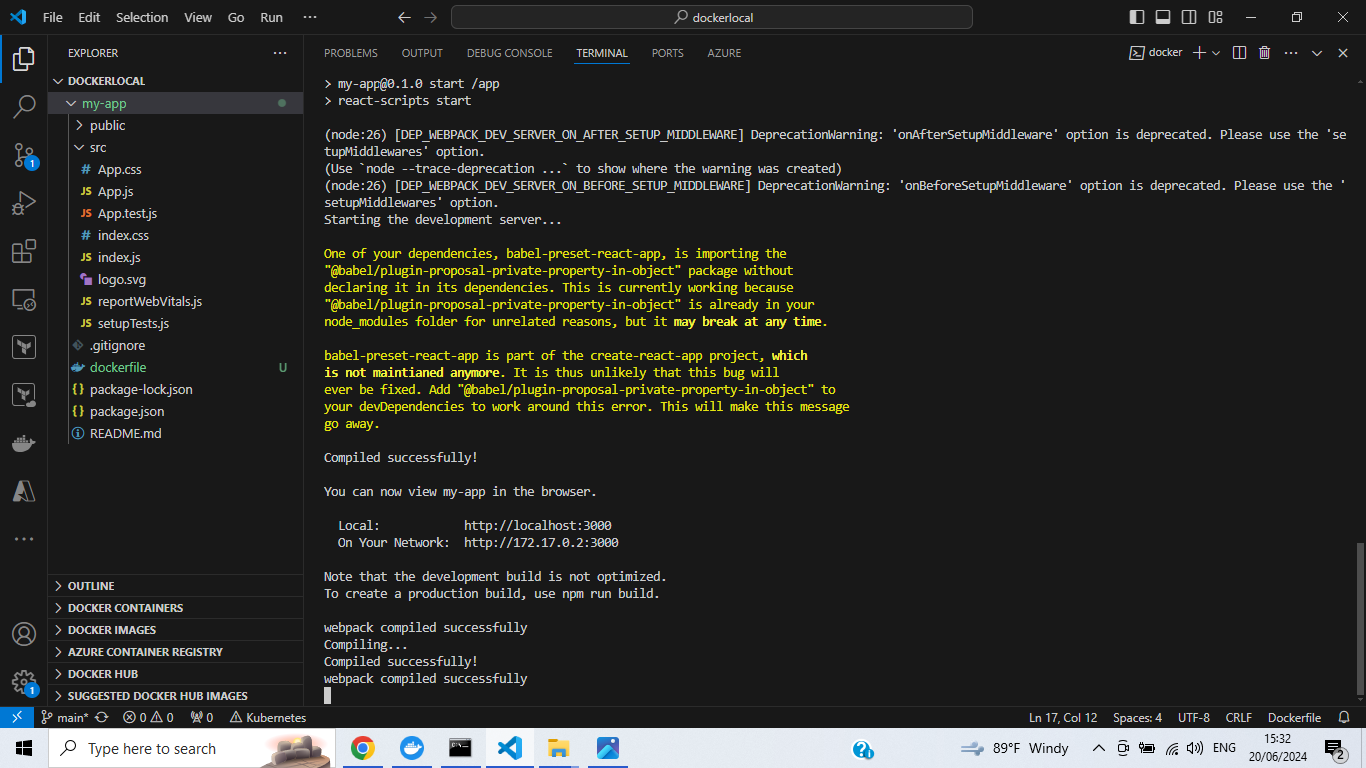 File Edit Selection View Go Run ··· dockerlocal
EXPLORER ···
PROBLEMS OUTPUT DEBUG CONSOLE TERMINAL PORTS AZURE docker
DOCKERLOCAL
my-app
public
src
# App.css
JS App.js
JS App.test.js
# index.css
JS index.js
logo.svg
JS reportWebVitals.js
JS setupTests.js
.gitignore
dockerfile U
{} package-lock.json
{} package.json
README.md
OUTLINE
DOCKER CONTAINERS
DOCKER IMAGES
AZURE CONTAINER REGISTRY
DOCKER HUB
SUGGESTED DOCKER HUB IMAGES
1
1
> my-app@0.1.0 start /app
> react-scripts start
(node:26) [DEP_WEBPACK_DEV_SERVER_ON_AFTER_SETUP_MIDDLEWARE] DeprecationWarning: 'onAfterSetupMiddleware' option is deprecated. Please use the 'se
tupMiddlewares' option.
(Use `node --trace-deprecation ...` to show where the warning was created)
(node:26) [DEP_WEBPACK_DEV_SERVER_ON_BEFORE_SETUP_MIDDLEWARE] DeprecationWarning: 'onBeforeSetupMiddleware' option is deprecated. Please use the '
setupMiddlewares' option.
Starting the development server...
One of your dependencies, babel-preset-react-app, is importing the
"@babel/plugin-proposal-private-property-in-object" package without
declaring it in its dependencies. This is currently working because
"@babel/plugin-proposal-private-property-in-object" is already in your
node_modules folder for unrelated reasons, but it may break at any time.
babel-preset-react-app is part of the create-react-app project, which
is not maintianed anymore. It is thus unlikely that this bug will
ever be fixed. Add "@babel/plugin-proposal-private-property-in-object" to
your devDependencies to work around this error. This will make this message
go away.
Compiled successfully!
You can now view my-app in the browser.
Local: http://localhost:3000
On Your Network: http://172.17.0.2:3000
Note that the development build is not optimized.
To create a production build, use npm run build.
webpack compiled successfully
Compiling...
Compiled successfully!
webpack compiled successfully
main* 0 0 0 Kubernetes Ln 17, Col 12 Spaces: 4 UTF-8 CRLF Dockerfile
Type here to search 89°F Windy ENG 15:32
20/06/2024 2